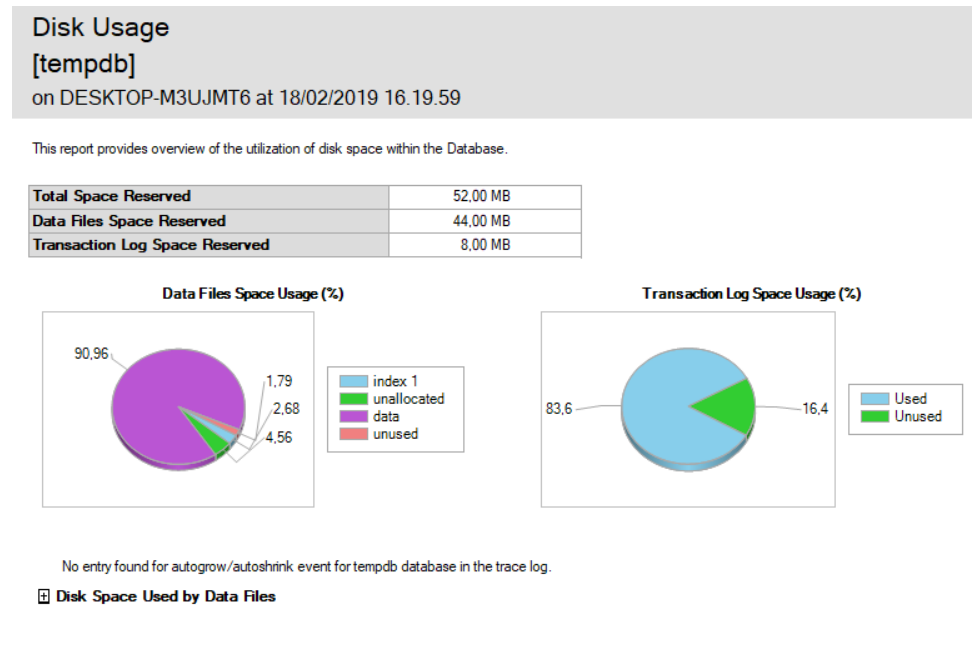 Disk Usage
[tempdb]
on DESKTOP-M3UJMT6 at 18/02/2019 16.19.59
This report provides overview of the utilization of disk space within the Database.
Total Space Reserved 52,00 MB
Data Files Space Reserved 44,00 MB
Transaction Log Space Reserved 8,00 MB
Data Files Space Usage (%)
90,96
1,79
2,68
4,56
index 1
unallocated
data
unused
Transaction Log Space Usage (%)
83,6
16,4
Used
Unused
No entry found for autogrow/autoshrink event for tempdb database in the trace log.
Disk Space Used by Data Files